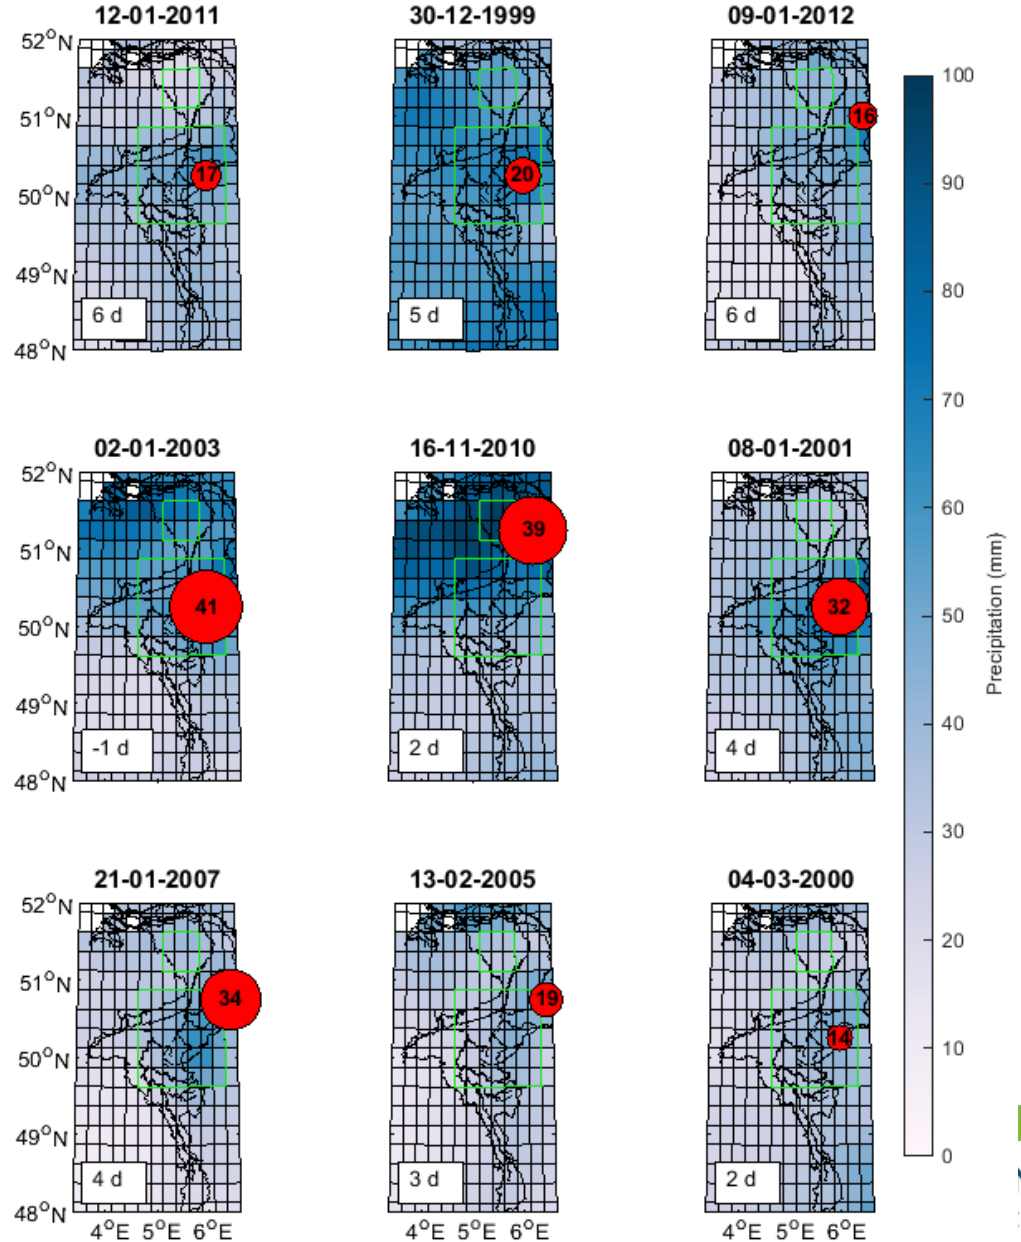 12-01-2011 30-12-1999 09-01-2012
52°N
51°N
50°N
49°N
48°N
17
6 d
20
5 d
16
6 d
100
90
80
70
60
50
40
30
20
10
0
Precipitation (mm)
02-01-2003 16-11-2010 08-01-2001
52°N
51°N
50°N
49°N
48°N
41
-1 d
39
2 d
32
4 d
21-01-2007 13-02-2005 04-03-2000
52°N
51°N
50°N
49°N
48°N
34
4 d
19
3 d
14
2 d
4°E 5°E 6°E 4°E 5°E 6°E 4°E 5°E 6°E